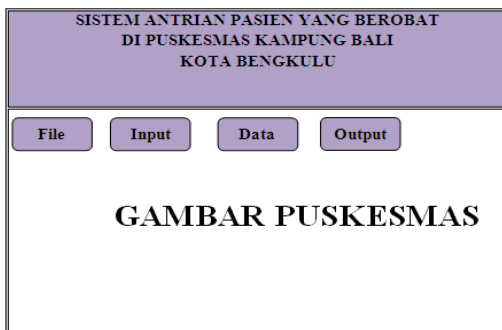 SISTEM ANTRIAN PASIEN YANG BEROBAT
DI PUSKESMAS KAMPUNG BALI
KOTA BENGKULU
File Input Data Output
GAMBAR PUSKESMAS